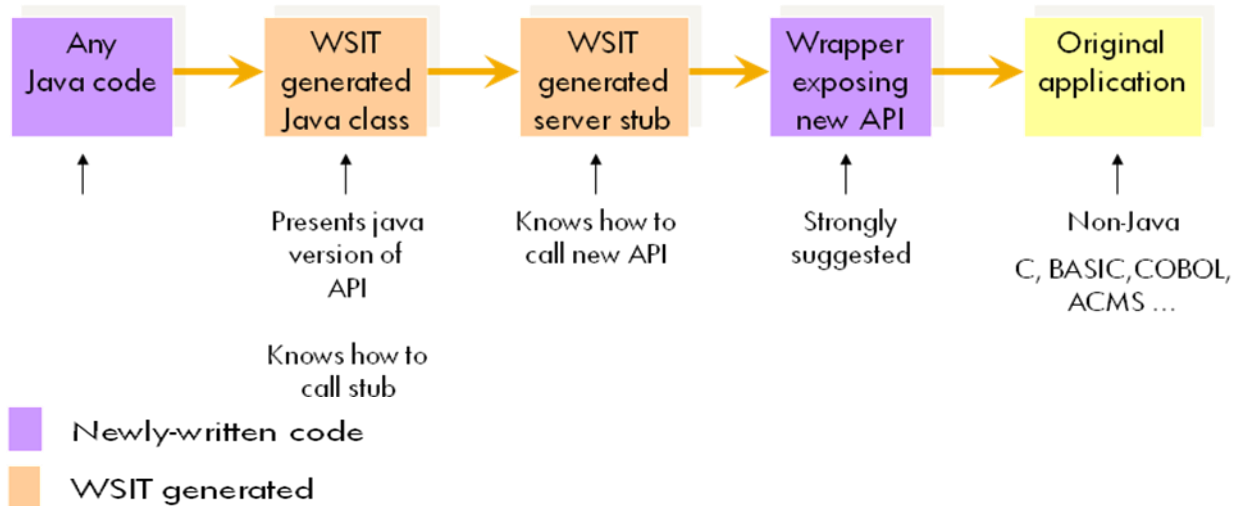 Any
Java code
WSIT
generated
Java class
WSIT
generated
server stub
Wrapper
exposing
new API
Original
application
Presents java
version of
API
Knows how to
call stub
Knows how to
call new API
Strongly
suggested
Non-Java
C, BASIC,COBOL,
ACMS ...
Newly-written code
WSIT generated